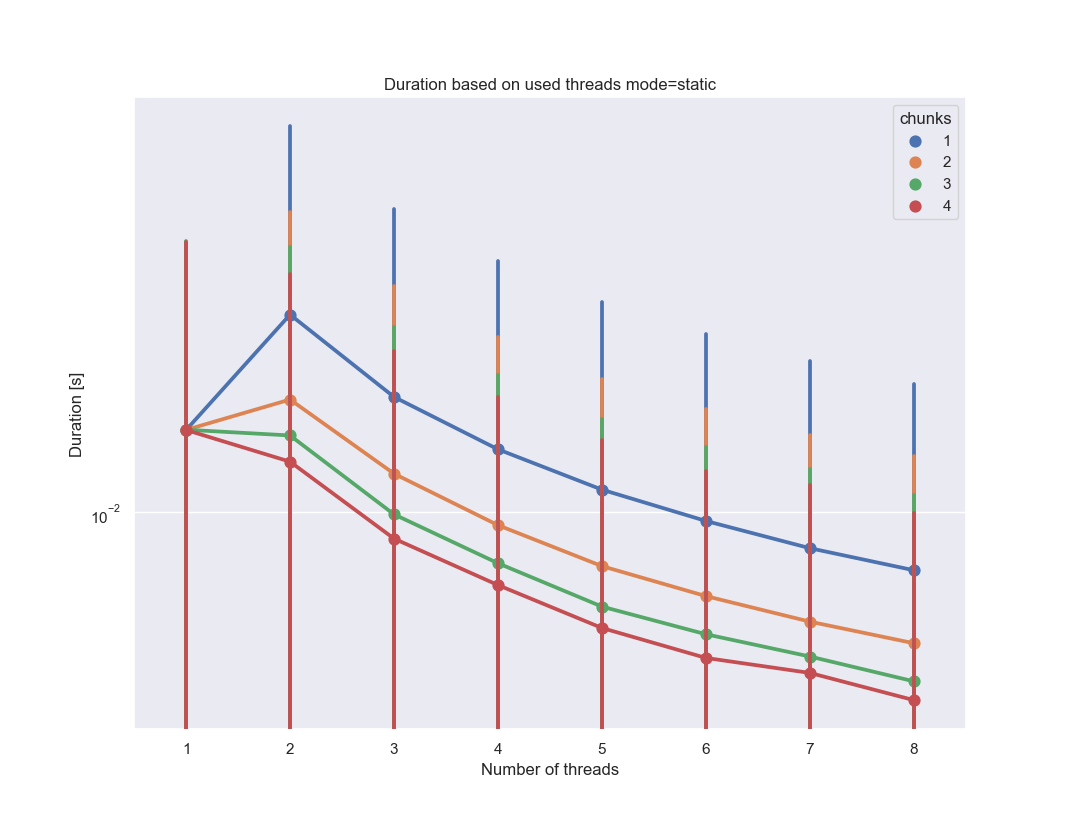 Duration based on used threads mode=static
chunks
1
2
3
4
Duration [s]
10⁻²
1 2 3 4 5 6 7 8
Number of threads